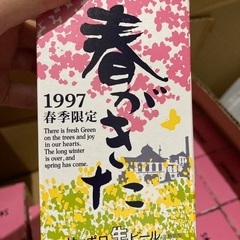 春がきた
1997
春季限定
There is fresh Green
on the trees and joy
in our hearts.
The long winter
is over, and
spring has come.
生ビール